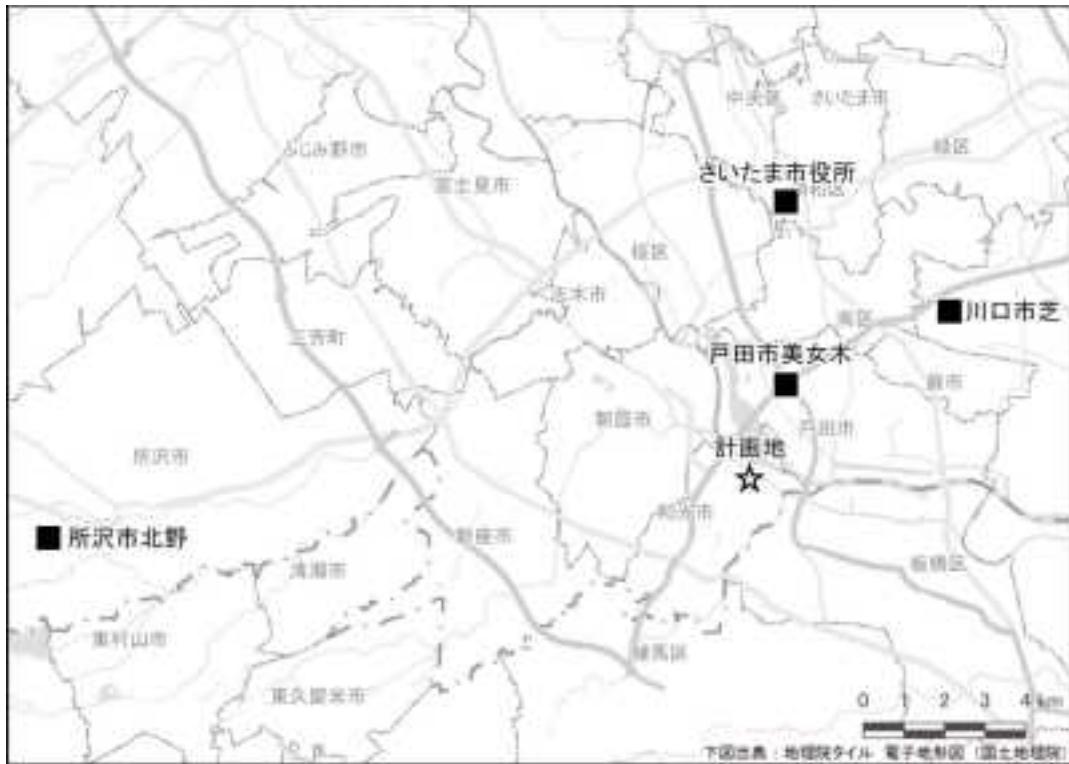 中央区
さいたま市
ふじみ野市
緑区
富士見市
さいたま市役所
桜区
志木市
川口市芝
南区
三芳町
戸田市美女木
蕨市
朝霞市
戸田市
所沢市
計画地
和光市
所沢市北野
新座市
清瀬市
板橋区
東村山市
練馬区
東久留米市
0 1 2 3 4 km
下図出典：地理院タイル 電子地形図（国土地理院）